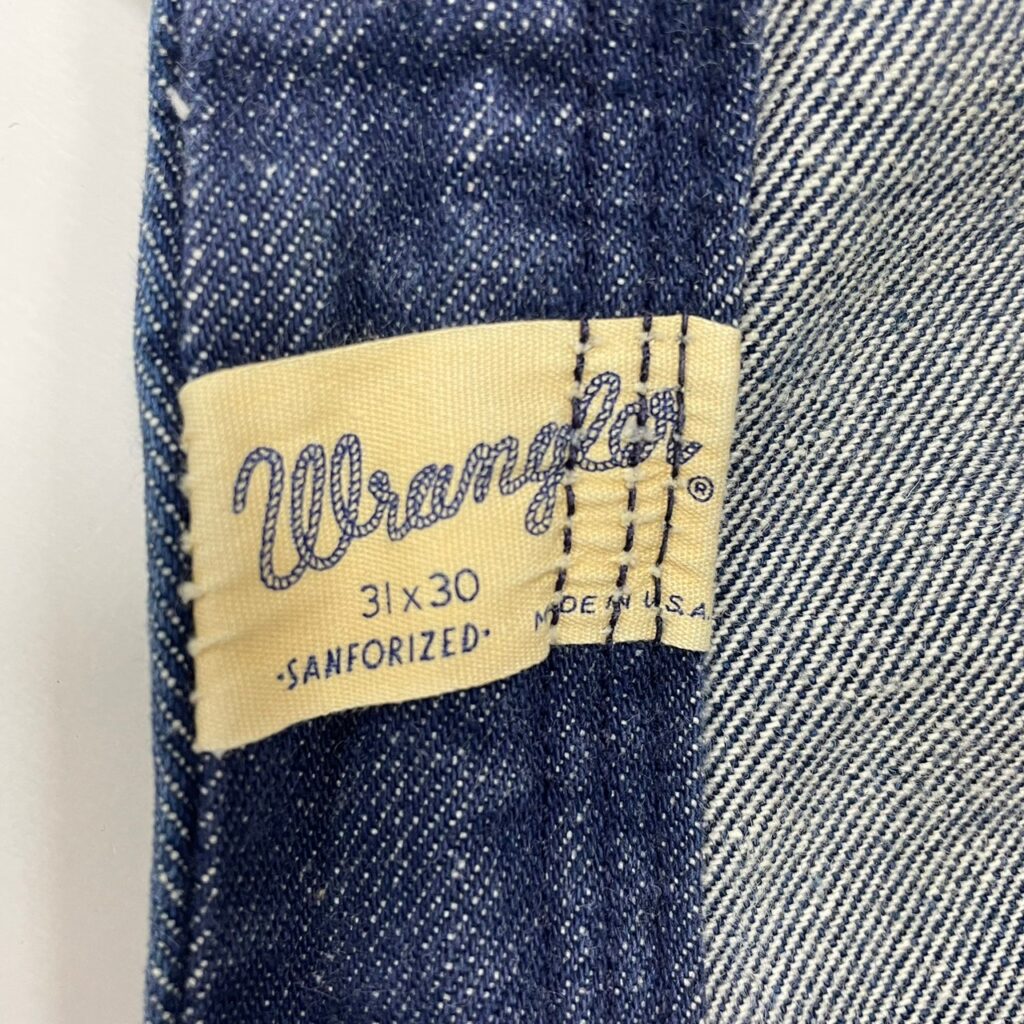 Wrangler ®
31 x 30
·SANFORIZED·
MADE IN U.S.A.